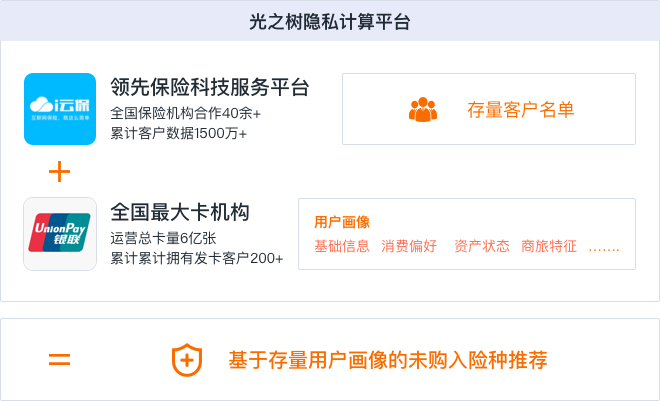 光之树隐私计算平台
i云保
互联网保险，就这么简单
领先保险科技服务平台
全国保险机构合作40余+
累计客户数据1500万+
存量客户名单
+
UnionPay
银联
全国最大卡机构
运营总卡量6亿张
累计累计拥有发卡客户200+
用户画像
基础信息 消费偏好 资产状态 商旅特征 .......
=
基于存量用户画像的未购入险种推荐